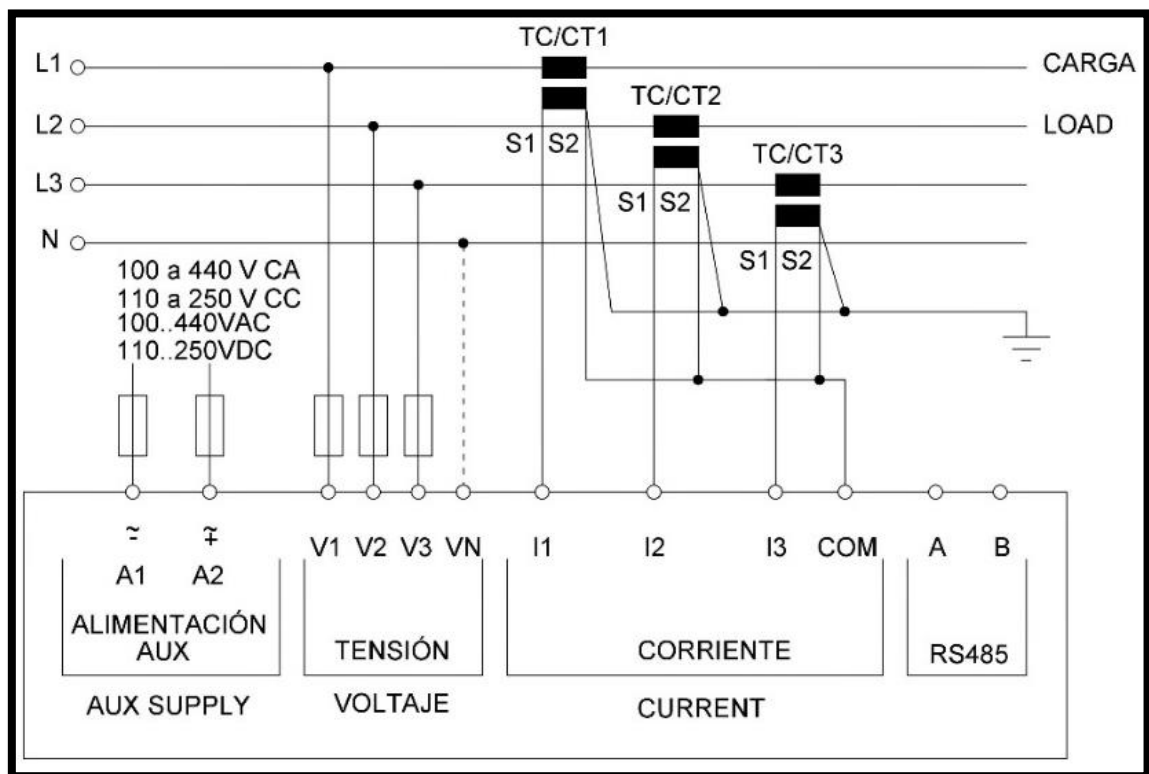 TC/CT1
L1
CARGA
TC/CT2
L2
LOAD
S1 S2
TC/CT3
L3
S1 S2
N
S1 S2
100 a 440 V CA
110 a 250 V CC
100..440VAC
110..250VDC
~ -
~ +
V1 V2 V3 VN I1 I2 I3 COM A B
A1 A2
ALIMENTACIÓN
AUX
TENSIÓN
CORRIENTE
RS485
AUX SUPPLY
VOLTAJE
CURRENT